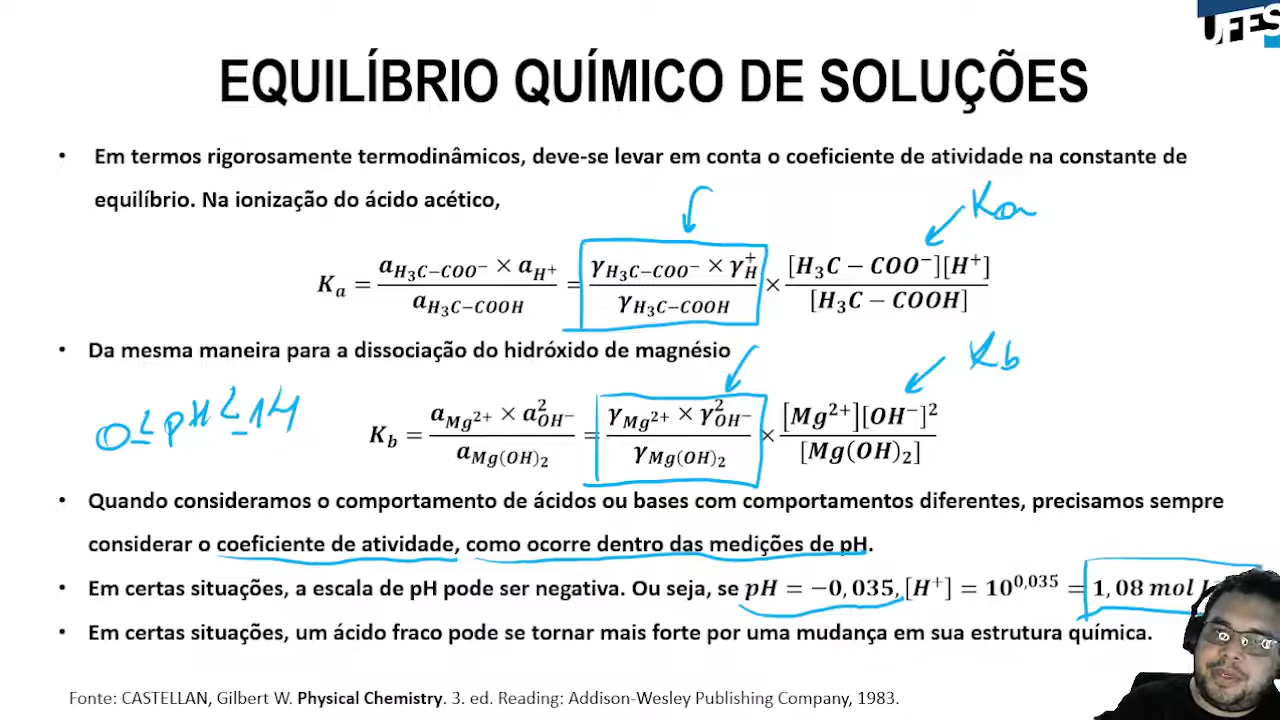 UFES
EQUILÍBRIO QUÍMICO DE SOLUÇÕES
• Em termos rigorosamente termodinâmicos, deve-se levar em conta o coeficiente de atividade na constante de
equilíbrio. Na ionização do ácido acético,
Ka
K_a = (a_{H₃C−COO⁻} × a_{H⁺}) / a_{H₃C−COOH} = (γ_{H₃C−COO⁻} × γ_H^+) / γ_{H₃C−COOH} × [H₃C − COO⁻][H⁺] / [H₃C − COOH]
• Da mesma maneira para a dissociação do hidróxido de magnésio
Kb
0 ≤ pH ≤ 14
K_b = (a_{Mg²⁺} × a²_{OH⁻}) / a_{Mg(OH)₂} = (γ_{Mg²⁺} × γ²_{OH⁻}) / γ_{Mg(OH)₂} × [Mg²⁺][OH⁻]² / [Mg(OH)₂]
• Quando consideramos o comportamento de ácidos ou bases com comportamentos diferentes, precisamos sempre
considerar o coeficiente de atividade, como ocorre dentro das medições de pH.
• Em certas situações, a escala de pH pode ser negativa. Ou seja, se pH = −0,035, [H⁺] = 10^{0,035} = 1,08 mol
• Em certas situações, um ácido fraco pode se tornar mais forte por uma mudança em sua estrutura química.
Fonte: CASTELLAN, Gilbert W. Physical Chemistry. 3. ed. Reading: Addison-Wesley Publishing Company, 1983.